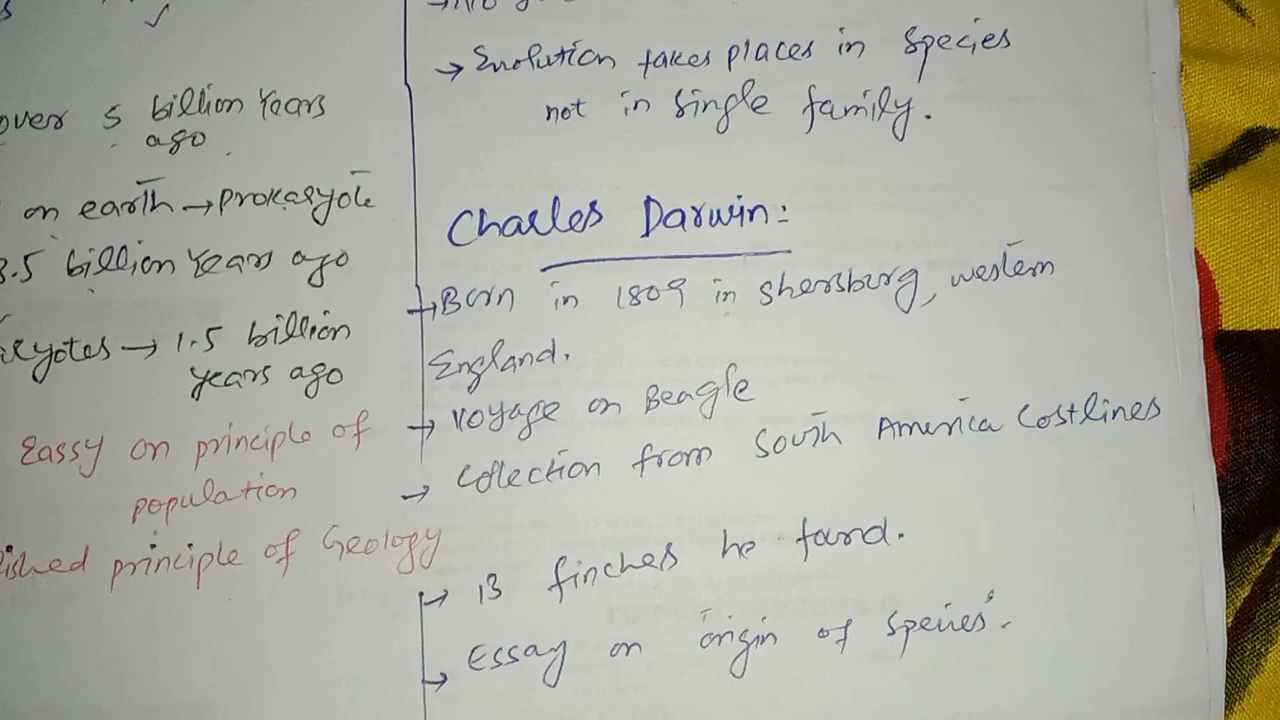 over 5 billion Years
ago
on earth → prokaryote
3.5 billion Years ago
→ 1.5 billion
years ago
Eassy on principle of
population
ished principle of Geology
→ Evolution takes places in species
not in single family.
Charles Darwin:
→ Born in 1809 in shersburg, western
England.
→ voyage on Beagle
→ collection from South America Costlines
→ 13 finches he found.
→ Essay on origin of species.